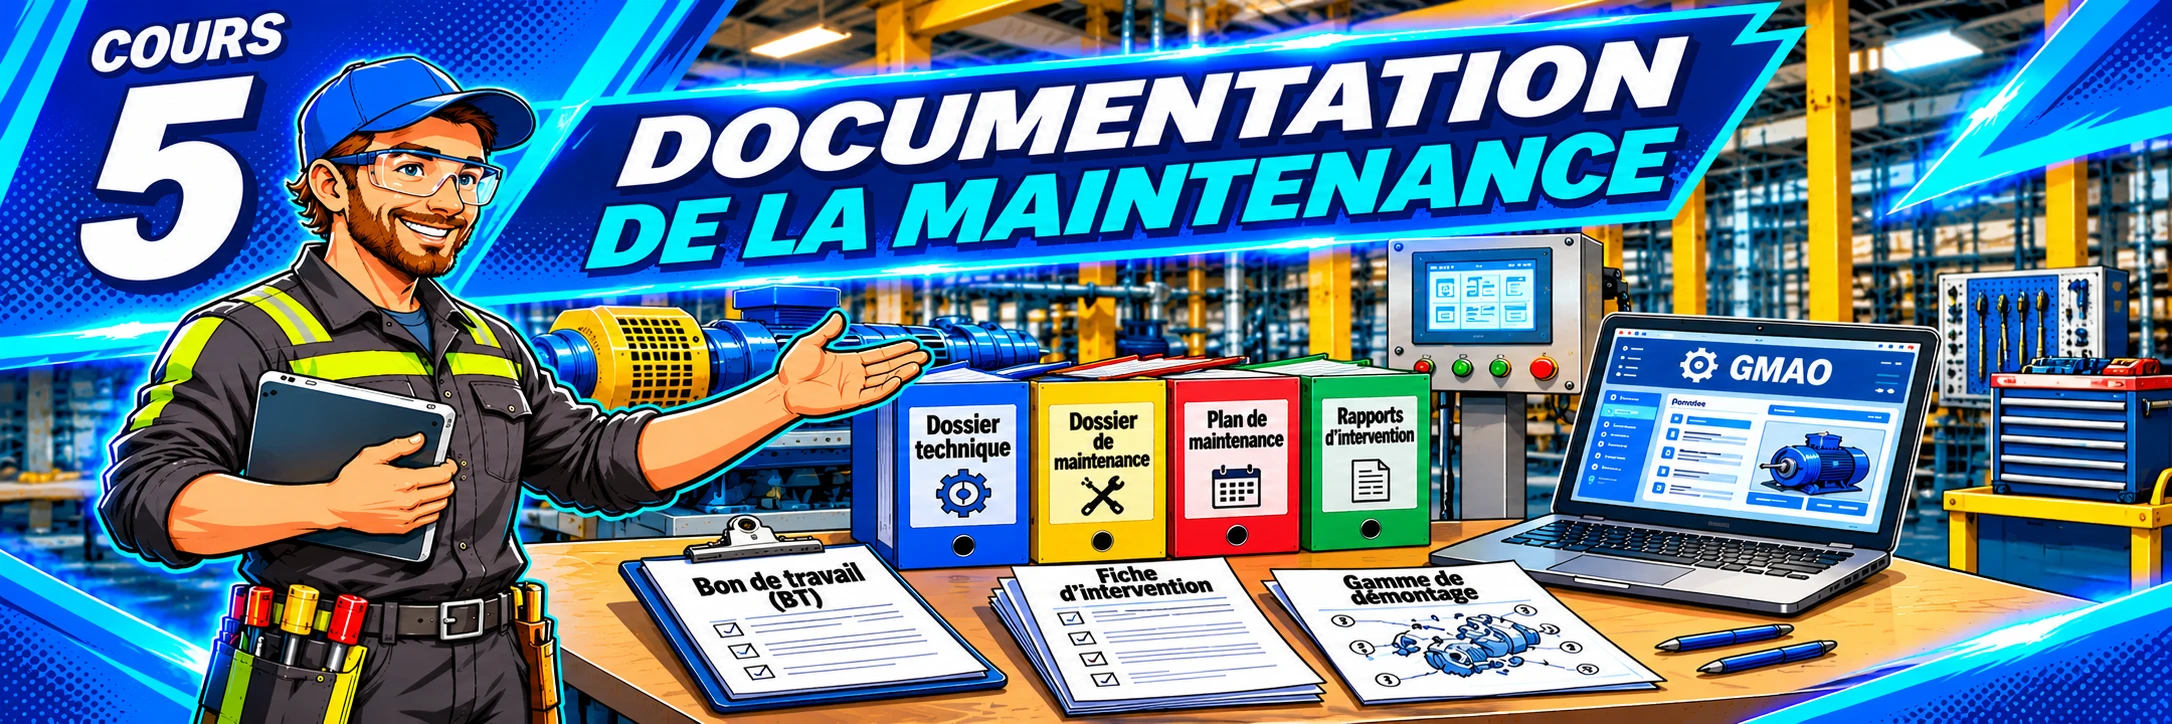 COURS
5
DOCUMENTATION
DE LA MAINTENANCE
Dossier
technique
Dossier
de
maintenance
Plan de
maintenance
Rapports
d'intervention
GMAO
Bon de travail
(BT)
Fiche
d'intervention
Gamme de
démontage